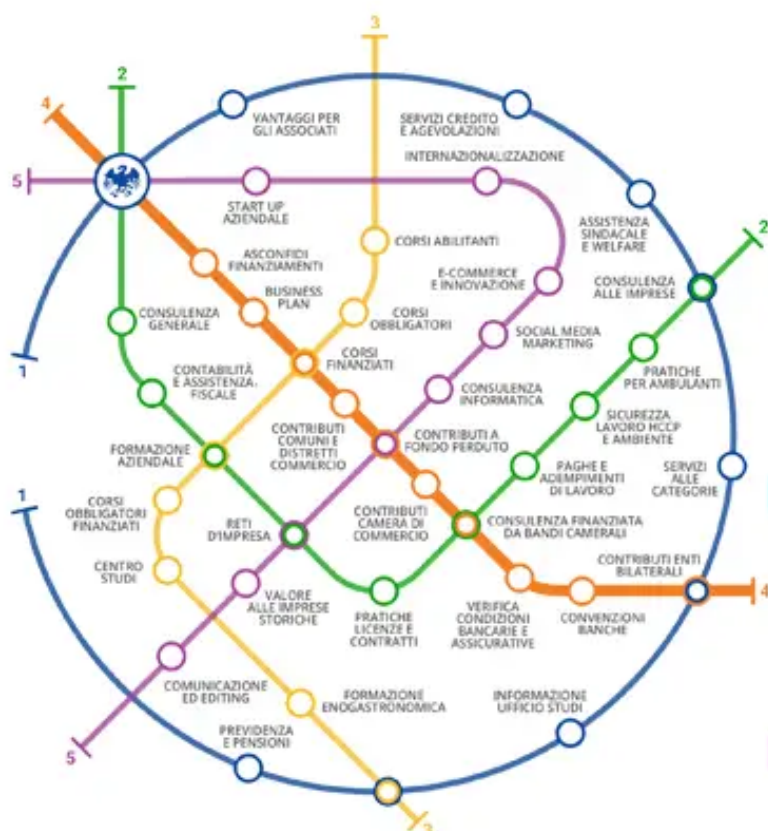 3
2
4
VANTAGGI PER
GLI ASSOCIATI
SERVIZI CREDITO
E AGEVOLAZIONI
INTERNAZIONALIZZAZIONE
5
START UP
AZIENDALE
ASSISTENZA
SINDACALE
E WELFARE
2
CORSI ABILITANTI
ASCONFIDI
FINANZIAMENTI
E-COMMERCE
E INNOVAZIONE
CONSULENZA
ALLE IMPRESE
BUSINESS
PLAN
CONSULENZA
GENERALE
CORSI
OBBLIGATORI
SOCIAL MEDIA
MARKETING
1
CORSI
FINANZIATI
CONTABILITÀ
E ASSISTENZA
FISCALE
PRATICHE
PER AMBULANTI
CONSULENZA
INFORMATICA
CONTRIBUTI
COMUNI E
DISTRETTI
COMMERCIO
CONTRIBUTI A
FONDO PERDUTO
SICUREZZA
LAVORO HCCP
E AMBIENTE
FORMAZIONE
AZIENDALE
PAGHE E
ADEMPIMENTI
DI LAVORO
SERVIZI
ALLE
CATEGORIE
1
CORSI
OBBLIGATORI
FINANZIATI
RETI
D'IMPRESA
CONTRIBUTI
CAMERA DI
COMMERCIO
CONSULENZA FINANZIATA
DA BANDI CAMERALI
CENTRO
STUDI
CONTRIBUTI ENTI
BILATERALI
4
VALORE
ALLE IMPRESE
STORICHE
PRATICHE
LICENZE E
CONTRATTI
VERIFICA
CONDIZIONI
BANCARIE E
ASSICURATIVE
CONVENZIONI
BANCHE
COMUNICAZIONE
ED EDITING
FORMAZIONE
ENOGASTRONOMICA
INFORMAZIONE
UFFICIO STUDI
PREVIDENZA
E PENSIONI
5
3